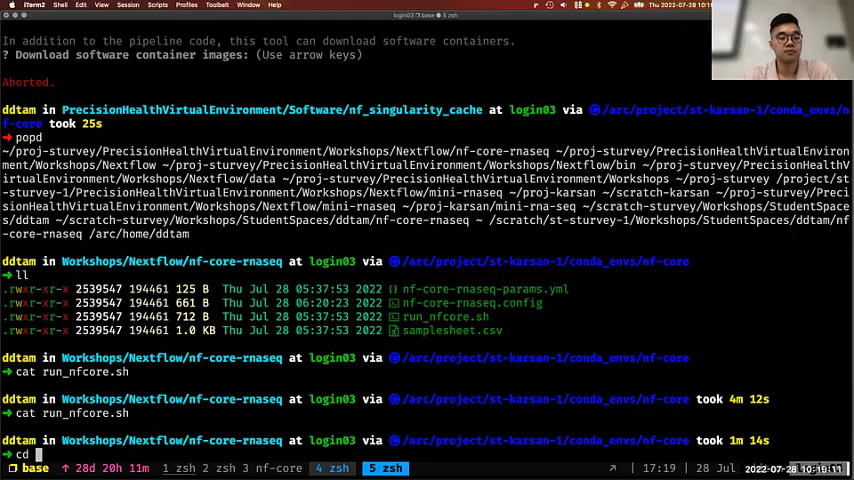 iTerm2 Shell Edit View Session Scripts Profiles Toolbelt Window Help Thu 2022-07-28 10:19
login03 base ● 5 zsh
In addition to the pipeline code, this tool can download software containers.
? Download software container images: (Use arrow keys)
Aborted.
ddtam in PrecisionHealthVirtualEnvironment/Software/nf_singularity_cache at login03 via /arc/project/st-karsan-1/conda_envs/n
f-core took 25s
➜ popd
~/proj-sturvey/PrecisionHealthVirtualEnvironment/Workshops/Nextflow/nf-core-rnaseq ~/proj-sturvey/PrecisionHealthVirtualEnviron
ment/Workshops/Nextflow ~/proj-sturvey/PrecisionHealthVirtualEnvironment/Workshops/Nextflow/bin ~/proj-sturvey/PrecisionHealthV
irtualEnvironment/Workshops/Nextflow/data ~/proj-sturvey/PrecisionHealthVirtualEnvironment/Workshops ~/proj-sturvey /project/st
-sturvey-1/PrecisionHealthVirtualEnvironment/Workshops/Nextflow/mini-rnaseq ~/proj-karsan ~/scratch-karsan ~/proj-sturvey/Preci
sionHealthVirtualEnvironment/Workshops/Nextflow/mini-rnaseq ~/proj-karsan/mini-rna-seq ~/scratch-sturvey/Workshops/StudentSpace
s/ddtam ~/scratch-sturvey/Workshops/StudentSpaces/ddtam/nf-core-rnaseq ~ /scratch/st-sturvey-1/Workshops/StudentSpaces/ddtam/nf
-core-rnaseq /arc/home/ddtam
ddtam in Workshops/Nextflow/nf-core-rnaseq at login03 via /arc/project/st-karsan-1/conda_envs/nf-core
➜ ll
.rwxr-xr-x 2539547 194461 125 B Thu Jul 28 05:37:53 2022 {} nf-core-rnaseq-params.yml
.rwxr-xr-x 2539547 194461 661 B Thu Jul 28 06:20:23 2022 nf-core-rnaseq.config
.rwxr-xr-x 2539547 194461 712 B Thu Jul 28 05:37:53 2022 run_nfcore.sh
.rwxr-xr-x 2539547 194461 1.0 KB Thu Jul 28 05:37:53 2022 samplesheet.csv
ddtam in Workshops/Nextflow/nf-core-rnaseq at login03 via /arc/project/st-karsan-1/conda_envs/nf-core
➜ cat run_nfcore.sh
ddtam in Workshops/Nextflow/nf-core-rnaseq at login03 via /arc/project/st-karsan-1/conda_envs/nf-core took 4m 12s
➜ cat run_nfcore.sh
ddtam in Workshops/Nextflow/nf-core-rnaseq at login03 via /arc/project/st-karsan-1/conda_envs/nf-core took 1m 14s
➜ cd
base ↑ 28d 20h 11m 1 zsh 2 zsh 3 nf-core 4 zsh 5 zsh ↗ | 17:19 | 28 Jul 2022-07-28 10:19:11